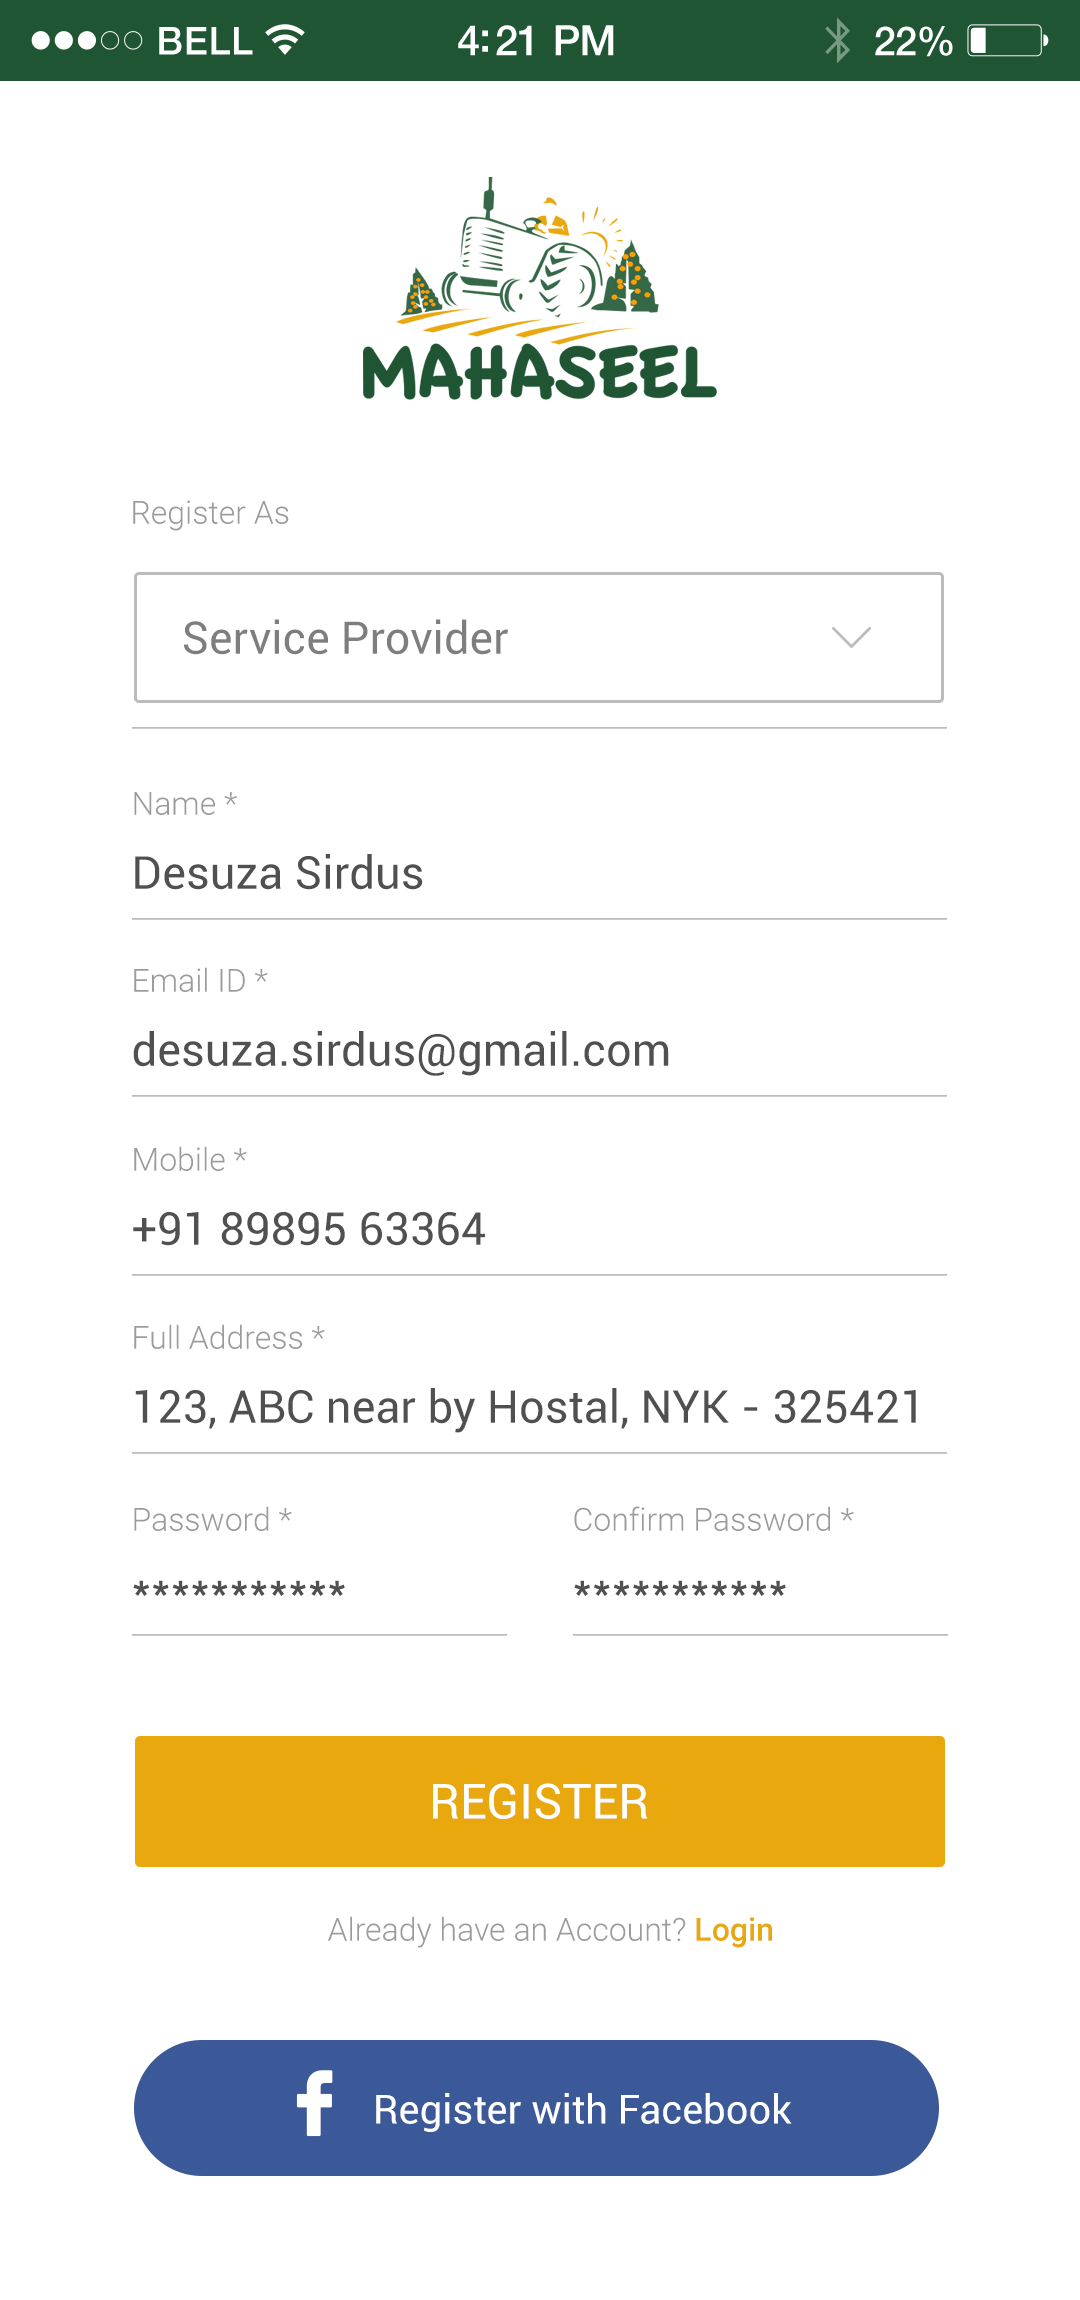 BELL 4:21 PM 22%
MAHASEEL
Register As
Service Provider
Name *
Desuza Sirdus
Email ID *
desuza.sirdus@gmail.com
Mobile *
+91 89895 63364
Full Address *
123, ABC near by Hostal, NYK - 325421
Password * Confirm Password *
*********** ***********
REGISTER
Already have an Account? Login
f Register with Facebook